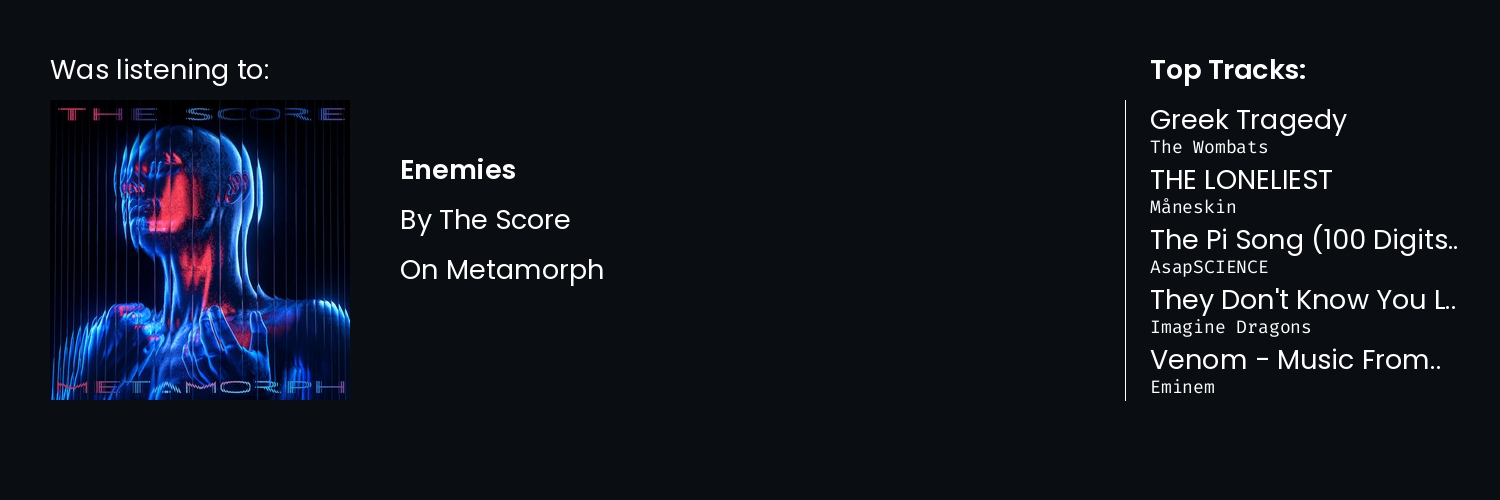 Was listening to:
THE SCORE
METAMORPH
Enemies
By The Score
On Metamorph
Top Tracks:
Greek Tragedy
The Wombats
THE LONELIEST
Måneskin
The Pi Song (100 Digits..
AsapSCIENCE
They Don't Know You L..
Imagine Dragons
Venom - Music From..
Eminem